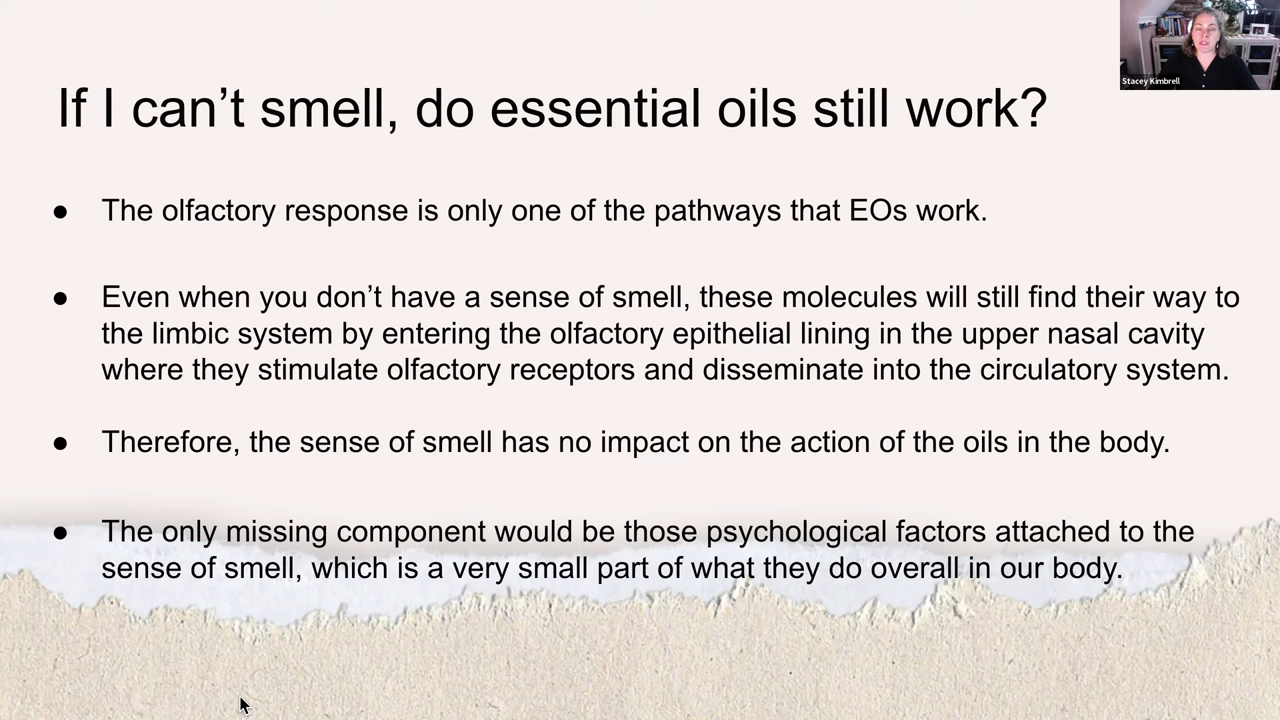 Stacey Kimbrell
If I can’t smell, do essential oils still work?
● The olfactory response is only one of the pathways that EOs work.
● Even when you don’t have a sense of smell, these molecules will still find their way to
the limbic system by entering the olfactory epithelial lining in the upper nasal cavity
where they stimulate olfactory receptors and disseminate into the circulatory system.
● Therefore, the sense of smell has no impact on the action of the oils in the body.
● The only missing component would be those psychological factors attached to the
sense of smell, which is a very small part of what they do overall in our body.